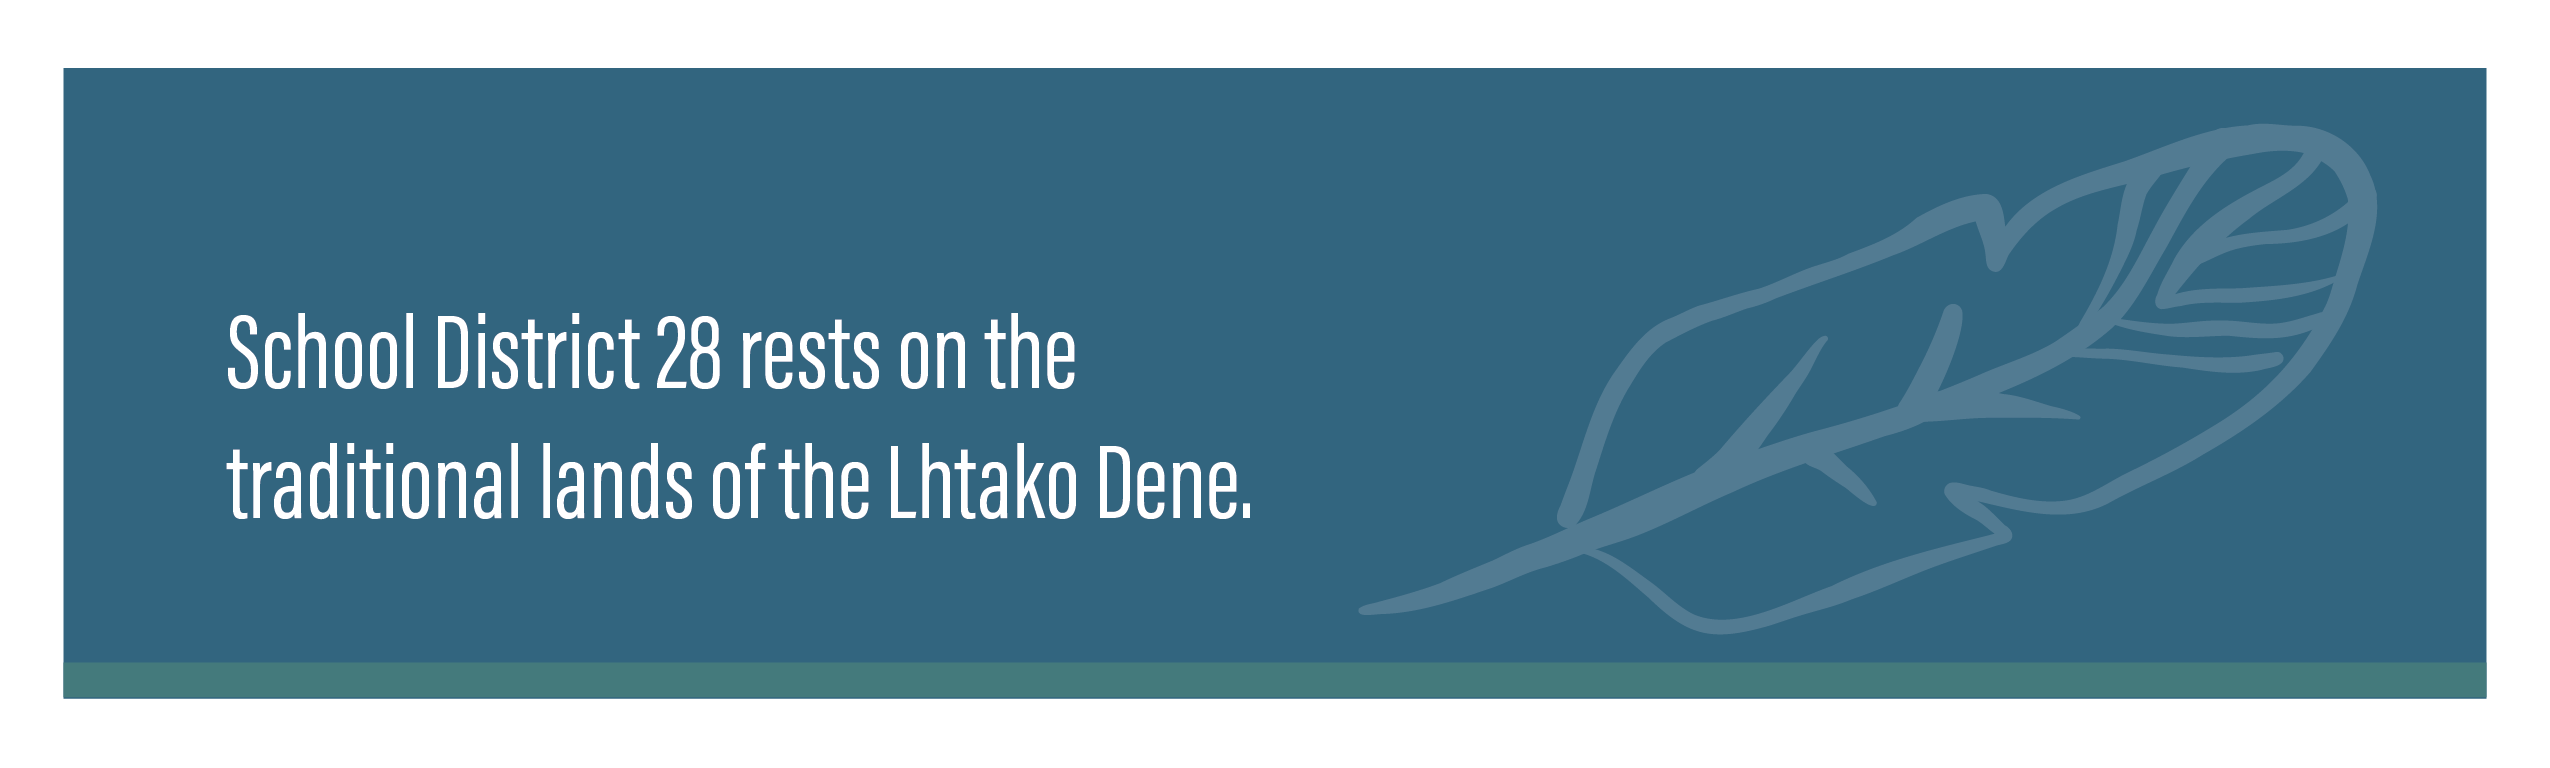 School District 28 rests on the
traditional lands of the Lhtako Dene.